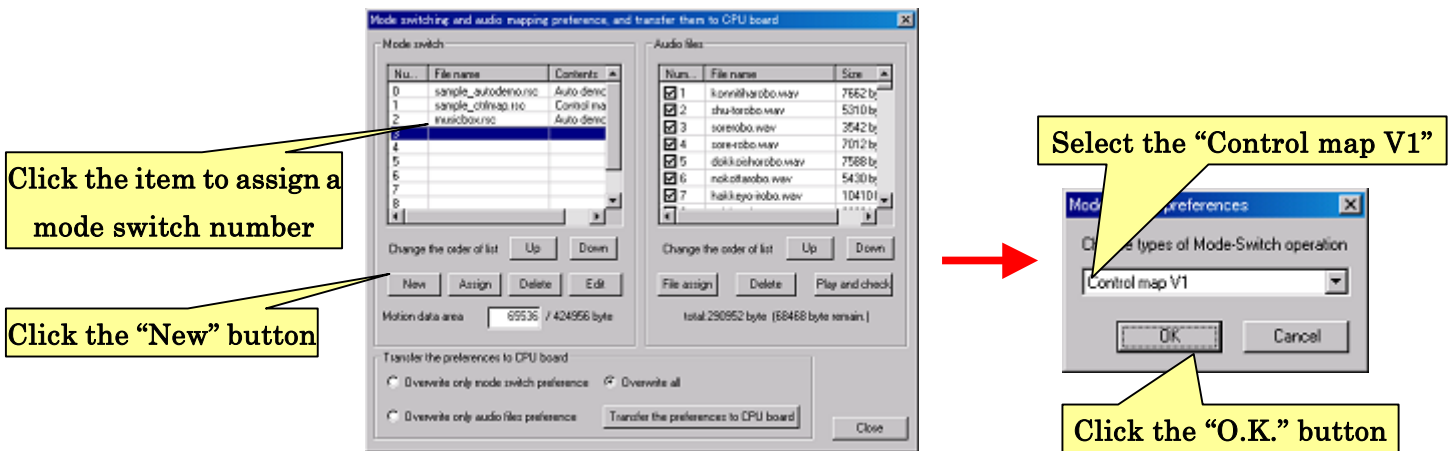 Mode switching and audio mapping preference, and transfer them to CPU board
Mode switch
Nu... File name Contents
0 sample_autodemo.rsc Auto demo
1 sample_ctrlmap.rsc Control ma
2 musicbox.rsc Auto demo
3
4
5
6
7
8
Change the order of list Up Down
New Assign Delete Edit
Motion data area 65536 / 424956 byte
Audio files
Num... File name Size
1 konnitiharobo.wav 7662 by
2 shu-torobo.wav 5310 by
3 sorerobo.wav 3542 by
4 sore-robo.wav 7012 by
5 dokkoishorobo.wav 7588 by
6 nokottarobo.wav 5430 by
7 hakkeyo-irobo.wav 10410
Change the order of list Up Down
File assign Delete Play and check
total 290952 byte (68468 byte remain.)
Transfer the preferences to CPU board
Overwrite only mode switch preference Overwrite all
Overwrite only audio files preference Transfer the preferences to CPU board
Close
Click the item to assign a
mode switch number
Click the “New” button
Select the “Control map V1”
Mod preferences
types of Mode-Switch operation
Control map V1
OK Cancel
Click the “O.K.” button